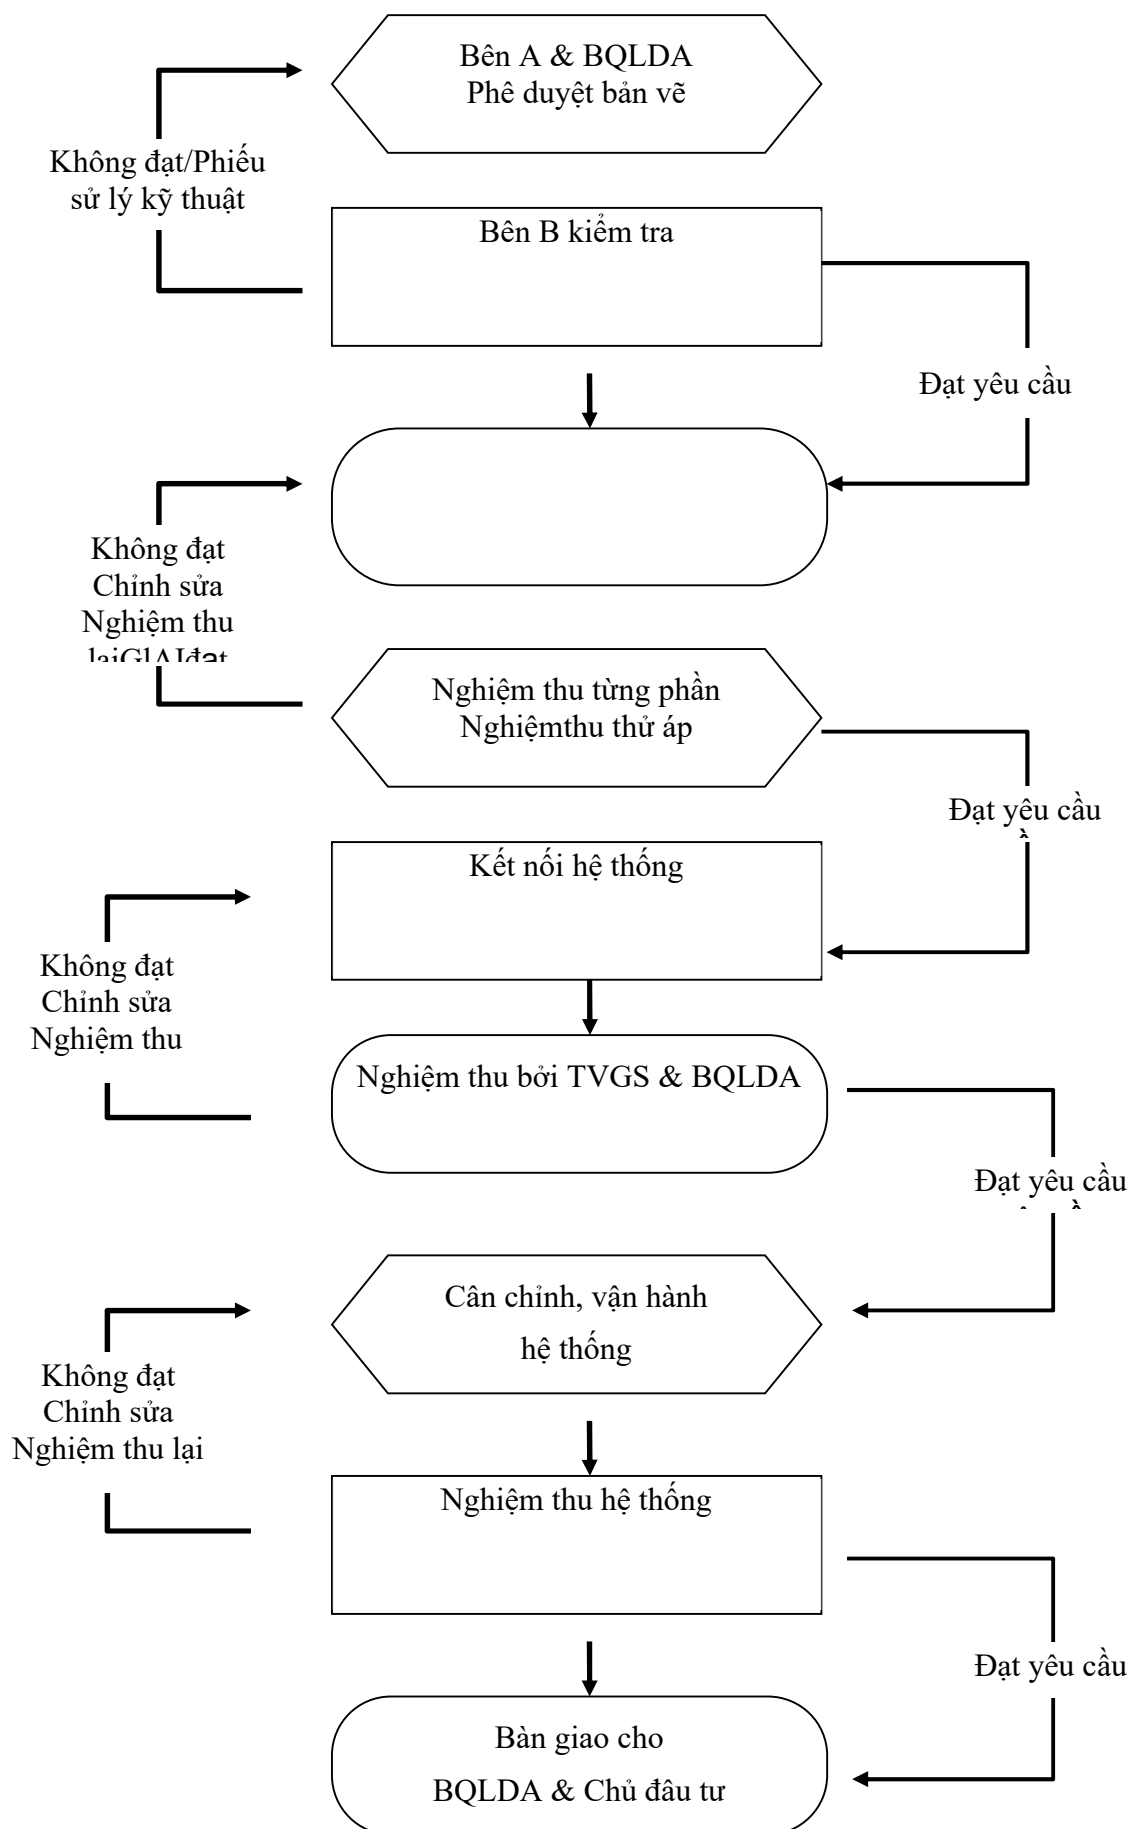 Bên A & BQLDA
Phê duyệt bản vẽ
Không đạt/Phiếu
sử lý kỹ thuật
Bên B kiểm tra
Đạt yêu cầu
Không đạt
Chỉnh sửa
Nghiệm thu
Nghiệm thu từng phần
Nghiệmthu thử áp
Đạt yêu cầu
Kết nối hệ thống
Không đạt
Chỉnh sửa
Nghiệm thu
Nghiệm thu bởi TVGS & BQLDA
Đạt yêu cầu
Cân chỉnh, vận hành
hệ thống
Không đạt
Chỉnh sửa
Nghiệm thu lại
Nghiệm thu hệ thống
Đạt yêu cầu
Bàn giao cho
BQLDA & Chủ đâu tư